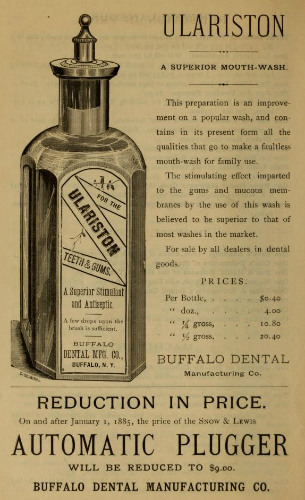 ULARISTON
A SUPERIOR MOUTH-WASH.
This preparation is an improve-
ment on a popular wash, and con-
tains in its present form all the
qualities that go to make a faultless
mouth-wash for family use.
The stimulating effect imparted
to the gums and mucous mem-
branes by the use of this wash is
believed to be superior to that of
most washes in the market.
For sale by all dealers in dental
goods.
PRICES.
Per Bottle, . . . . $0.40
" doz., . . . . 4.00
" ¼ gross, . . . . 10.80
" ½ gross, . . . . 20.40
BUFFALO DENTAL
Manufacturing Co.
FOR THE
ULARISTON
TEETH & GUMS.
A Superior Stimulant
and Antiseptic.
A few drops upon the
brush is sufficient.
BUFFALO
DENTAL MFG. CO.,
BUFFALO, N.Y.
REDUCTION IN PRICE.
On and after January 1, 1885, the price of the SNOW & LEWIS
AUTOMATIC PLUGGER
WILL BE REDUCED TO $9.00.
BUFFALO DENTAL MANUFACTURING CO.